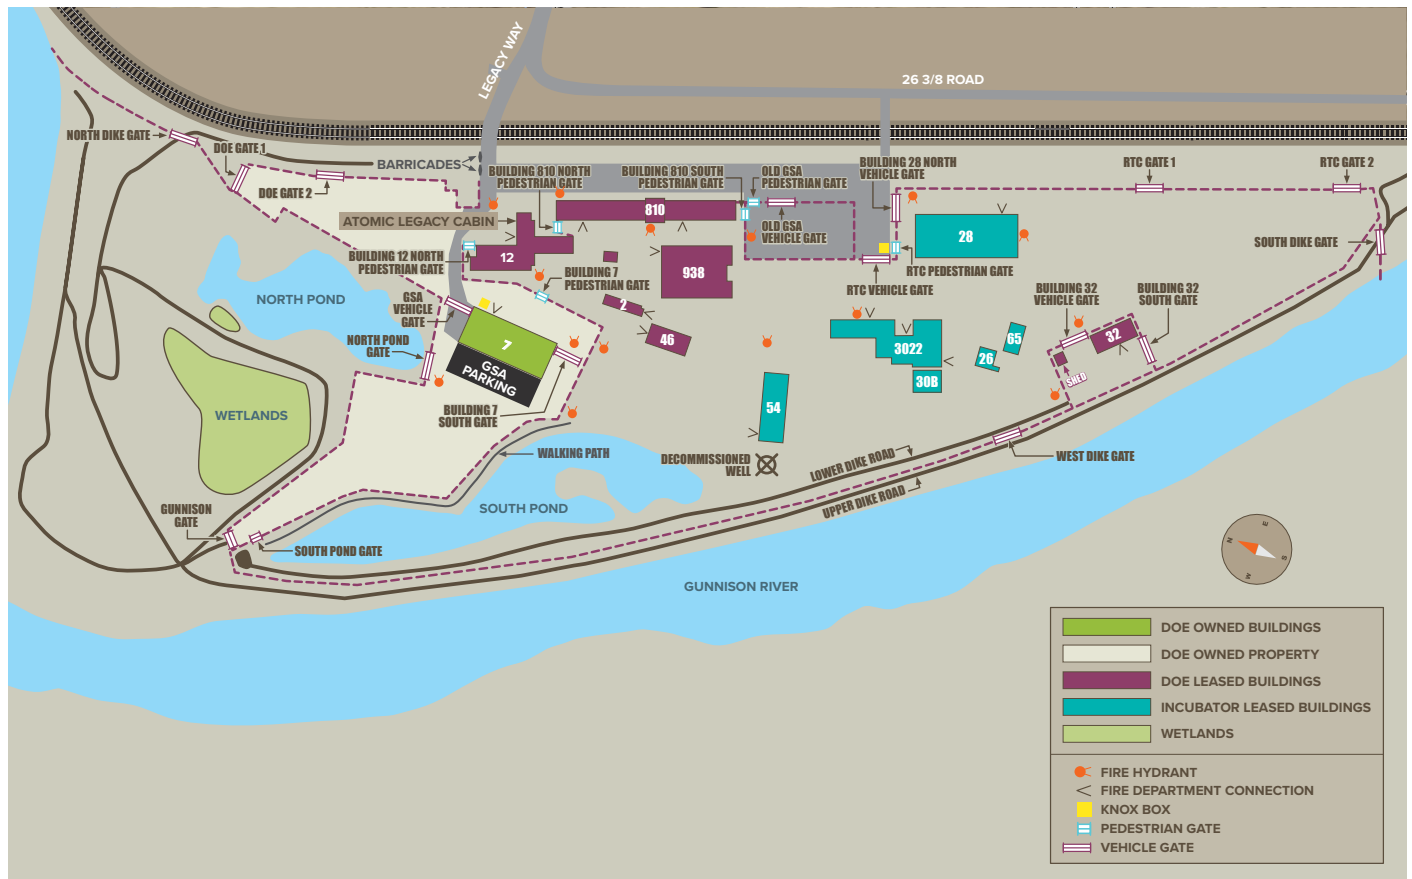 LEGACY WAY
26 3/8 ROAD
NORTH DIKE GATE
DOE GATE 1
BARRICADES
DOE GATE 2
BUILDING 810 NORTH
PEDESTRIAN GATE
BUILDING 810 SOUTH
PEDESTRIAN GATE
OLD GSA
PEDESTRIAN GATE
BUILDING 28 NORTH
VEHICLE GATE
RTC GATE 1
RTC GATE 2
ATOMIC LEGACY CABIN
810
OLD GSA
VEHICLE GATE
28
SOUTH DIKE GATE
BUILDING 12 NORTH
PEDESTRIAN GATE
12
BUILDING 7
PEDESTRIAN GATE
938
RTC PEDESTRIAN GATE
RTC VEHICLE GATE
BUILDING 32
VEHICLE GATE
BUILDING 32
SOUTH GATE
NORTH POND
GSA
VEHICLE
GATE
2
NORTH POND
GATE
7
46
3022
65
26
32
SHED
GSA
PARKING
30B
WETLANDS
BUILDING 7
SOUTH GATE
54
WALKING PATH
DECOMMISSIONED
WELL
LOWER DIKE ROAD
UPPER DIKE ROAD
WEST DIKE GATE
GUNNISON
GATE
SOUTH POND
SOUTH POND GATE
GUNNISON RIVER
N
E
S
W
DOE OWNED BUILDINGS
DOE OWNED PROPERTY
DOE LEASED BUILDINGS
INCUBATOR LEASED BUILDINGS
WETLANDS
FIRE HYDRANT
FIRE DEPARTMENT CONNECTION
KNOX BOX
PEDESTRIAN GATE
VEHICLE GATE